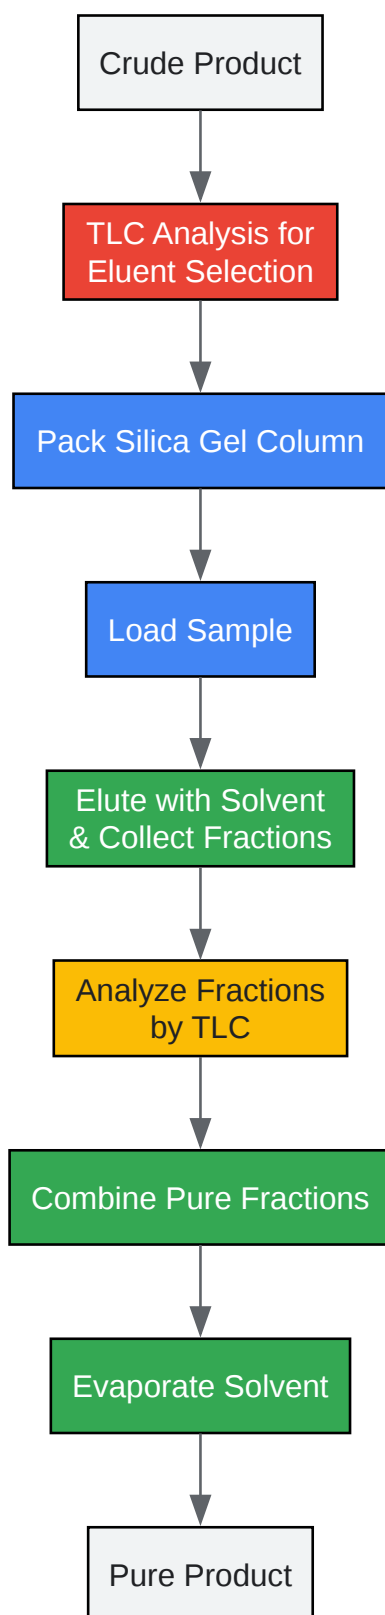 Crude Product
TLC Analysis for
Eluent Selection
Pack Silica Gel Column
Load Sample
Elute with Solvent
& Collect Fractions
Analyze Fractions
by TLC
Combine Pure Fractions
Evaporate Solvent
Pure Product